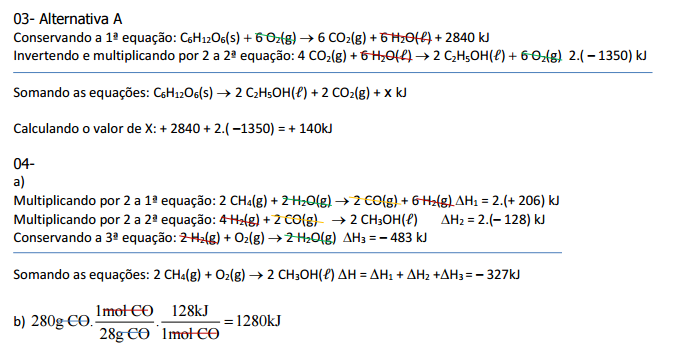 03- Alternativa A
Conservando a 1ª equação: C₆H₁₂O₆(s) + 6 O₂(g) → 6 CO₂(g) + 6 H₂O(ℓ) + 2840 kJ
Invertendo e multiplicando por 2 a 2ª equação: 4 CO₂(g) + 6 H₂O(ℓ) → 2 C₂H₅OH(ℓ) + 6 O₂(g) 2.( – 1350) kJ
Somando as equações: C₆H₁₂O₆(s) → 2 C₂H₅OH(ℓ) + 2 CO₂(g) + x kJ
Calculando o valor de X: + 2840 + 2.( –1350) = + 140kJ
04-
a)
Multiplicando por 2 a 1ª equação: 2 CH₄(g) + 2 H₂O(g) → 2 CO(g) + 6 H₂(g) ΔH₁ = 2.(+ 206) kJ
Multiplicando por 2 a 2ª equação: 4 H₂(g) + 2 CO(g) → 2 CH₃OH(ℓ) ΔH₂ = 2.(– 128) kJ
Conservando a 3ª equação: 2 H₂(g) + O₂(g) → 2 H₂O(g) ΔH₃ = – 483 kJ
Somando as equações: 2 CH₄(g) + O₂(g) → 2 CH₃OH(ℓ) ΔH = ΔH₁ + ΔH₂ +ΔH₃ = – 327kJ
b) 280g CO. 1mol CO / 28g CO . 128kJ / 1mol CO = 1280kJ